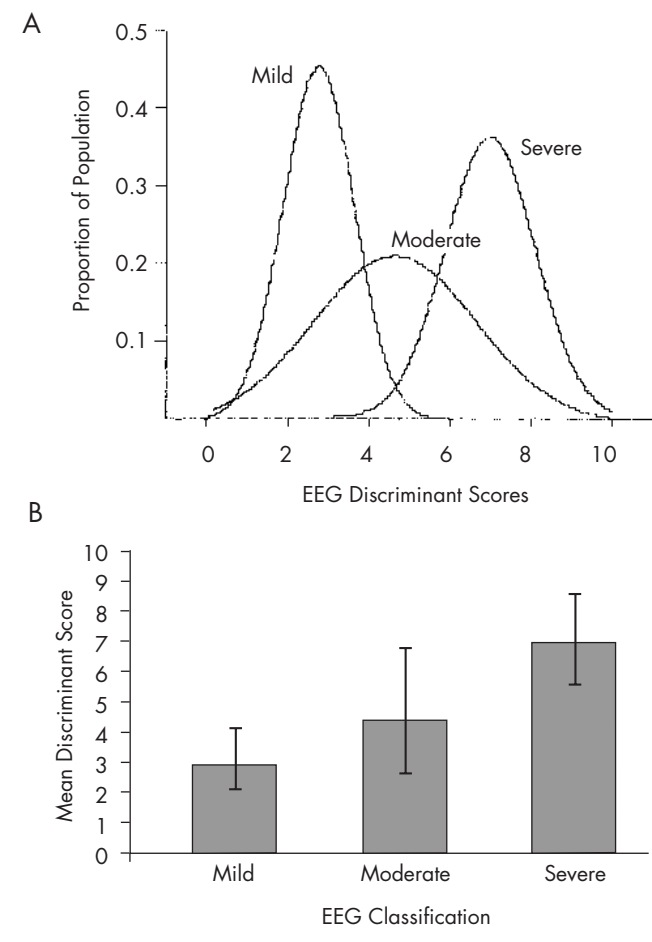 A
0.5
0.4
0.3
0.2
0.1
Proportion of Population
Mild
Moderate
Severe
0 2 4 6 8 10
EEG Discriminant Scores
B
10
9
8
7
6
5
4
3
2
1
0
Mean Discriminant Score
Mild Moderate Severe
EEG Classification